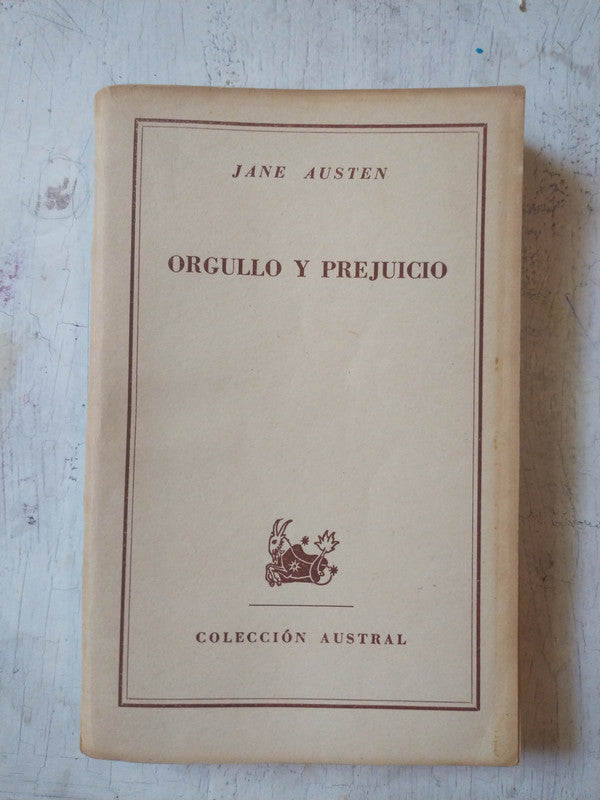 JANE AUSTEN
ORGULLO Y PREJUICIO
COLECCIÓN AUSTRAL